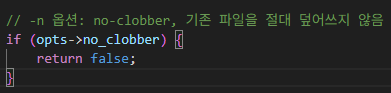 // -n 옵션: no-clobber, 기존 파일을 절대 덮어쓰지 않음
if (opts->no_clobber) {
    return false;
}